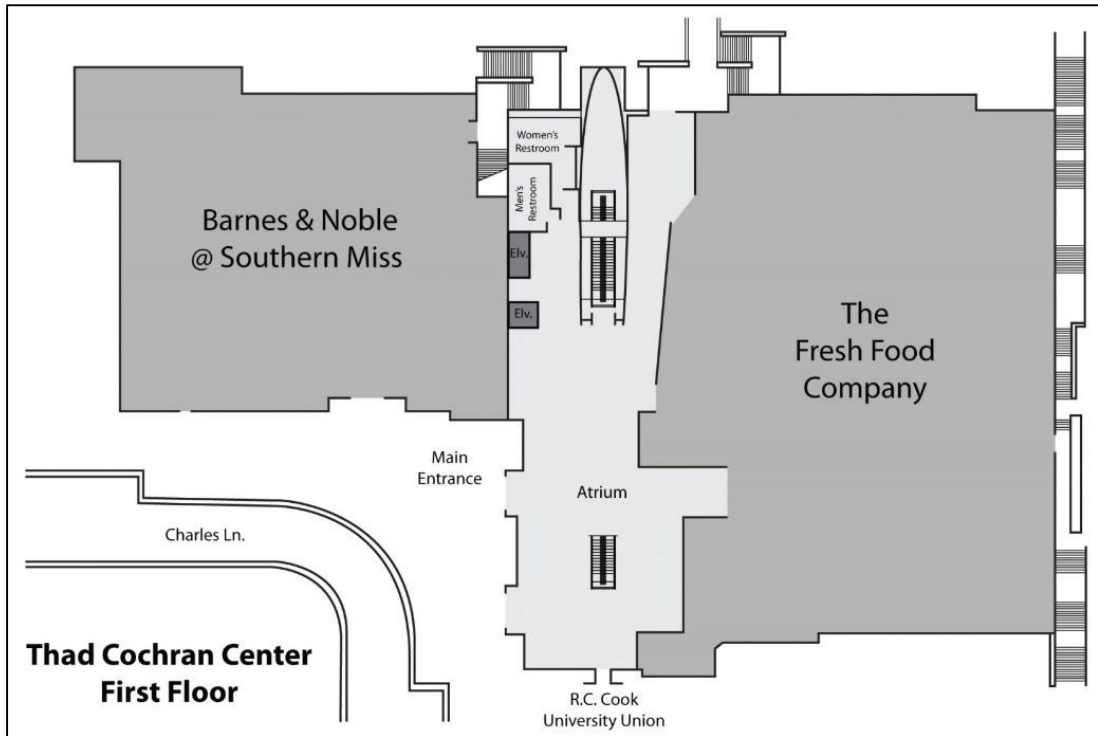 Women's
Restroom
Men's
Restroom
Barnes & Noble
@ Southern Miss
Elv.
Elv.
The
Fresh Food
Company
Main
Entrance
Atrium
Charles Ln.
Thad Cochran Center
First Floor
R.C. Cook
University Union